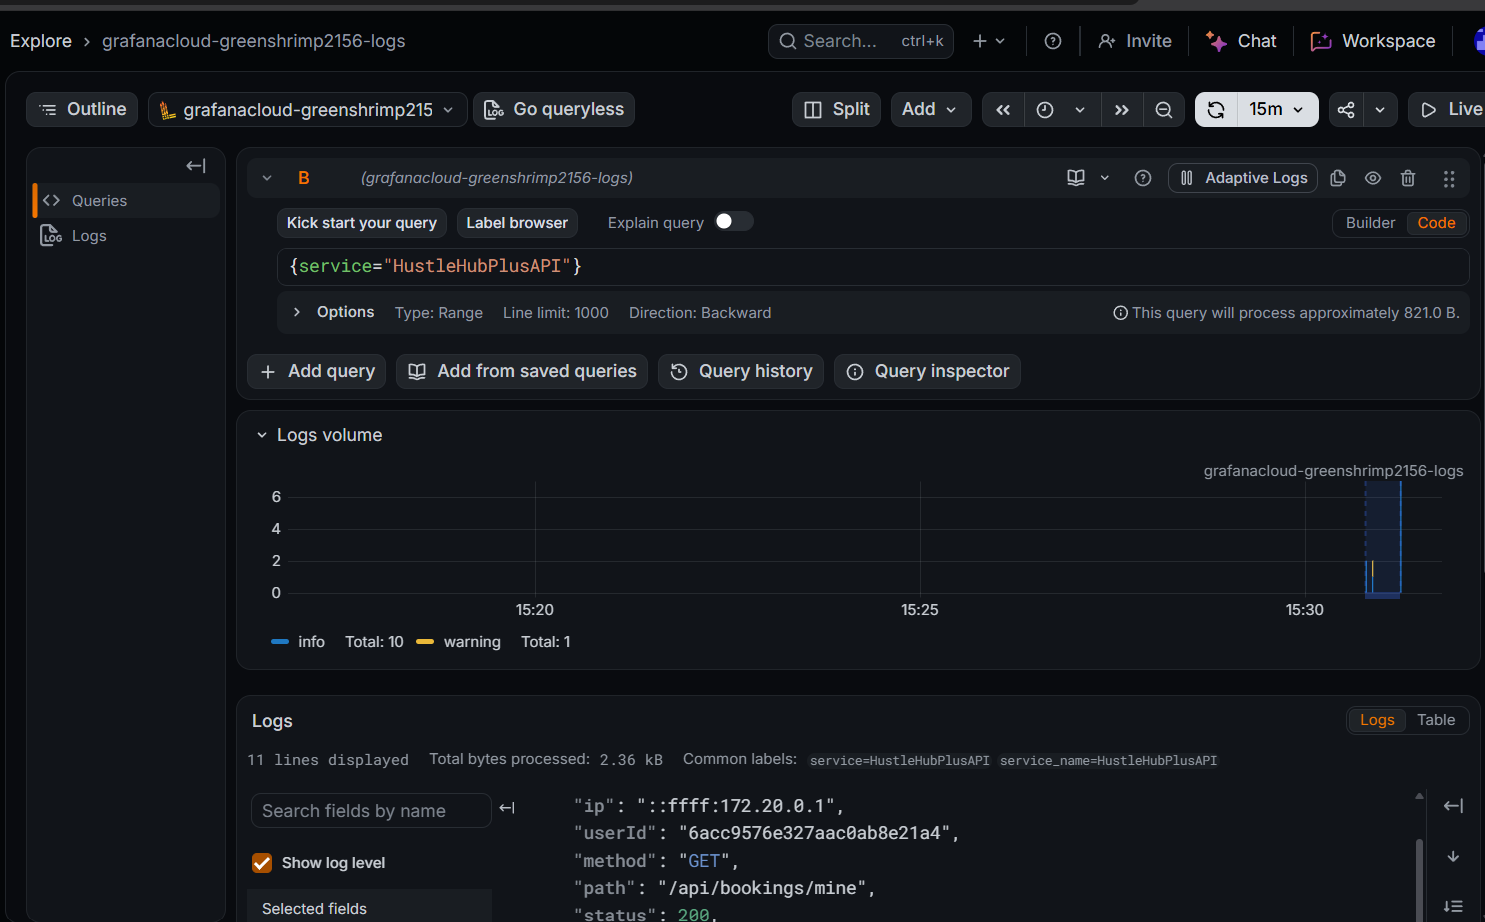 Explore › grafanacloud-greenshrimp2156-logs
Search... ctrl+k
Invite
Chat
Workspace
Outline
grafanacloud-greenshrimp215
Go queryless
Split
Add
15m
Live
Queries
Logs
B (grafanacloud-greenshrimp2156-logs)
Adaptive Logs
Kick start your query
Label browser
Explain query
Builder
Code
{service="HustleHubPlusAPI"}
Options Type: Range Line limit: 1000 Direction: Backward
This query will process approximately 821.0 B.
+ Add query
Add from saved queries
Query history
Query inspector
Logs volume
grafanacloud-greenshrimp2156-logs
6
4
2
0
15:20
15:25
15:30
info Total: 10 warning Total: 1
Logs
Logs
Table
11 lines displayed Total bytes processed: 2.36 kB Common labels: service=HustleHubPlusAPI service_name=HustleHubPlusAPI
Search fields by name
Show log level
Selected fields
"ip": "::ffff:172.20.0.1",
"userId": "6acc9576e327aac0ab8e21a4",
"method": "GET",
"path": "/api/bookings/mine",
"status": 200,